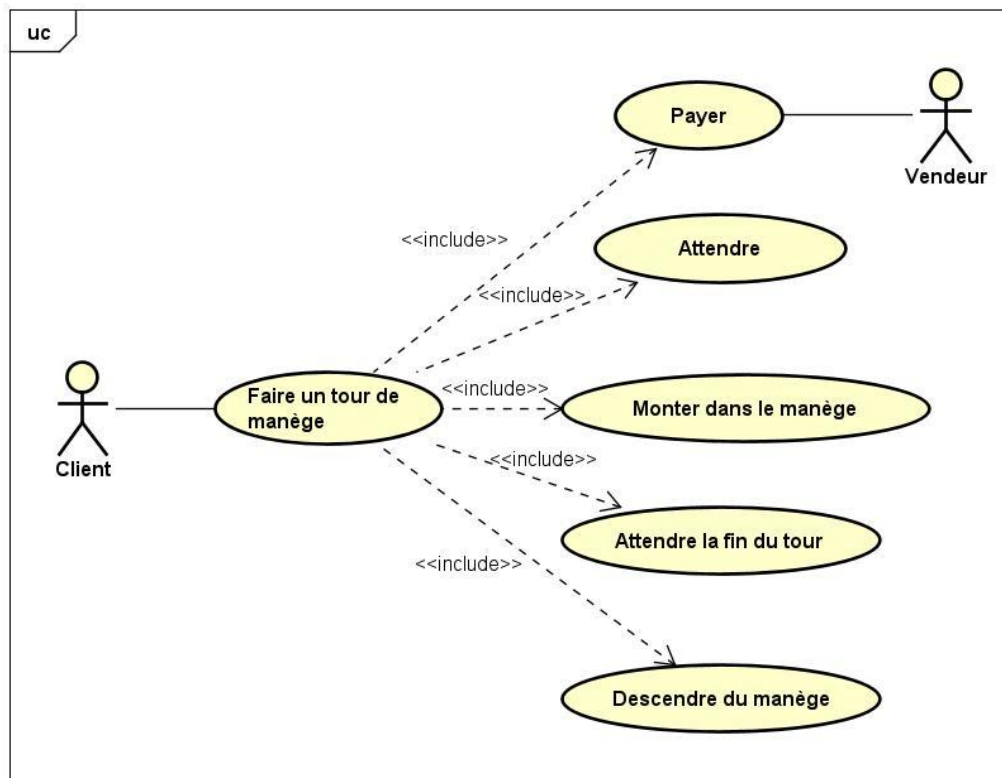 uc
Payer
Vendeur
<<include>>
Attendre
<<include>>
Faire un tour de
manège
<<include>>
Monter dans le manège
Client
<<include>>
Attendre la fin du tour
<<include>>
Descendre du manège